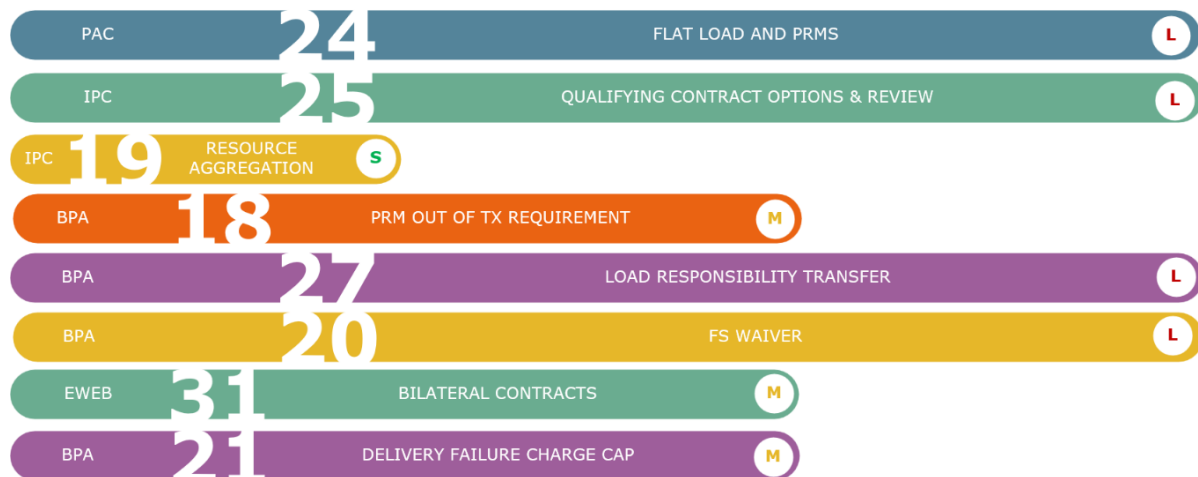 PAC 24 FLAT LOAD AND PRMS L
IPC 25 QUALIFYING CONTRACT OPTIONS & REVIEW L
IPC 19 RESOURCE
AGGREGATION S
BPA 18 PRM OUT OF TX REQUIREMENT M
BPA 27 LOAD RESPONSIBILITY TRANSFER L
BPA 20 FS WAIVER L
EWEB 31 BILATERAL CONTRACTS M
BPA 21 DELIVERY FAILURE CHARGE CAP M